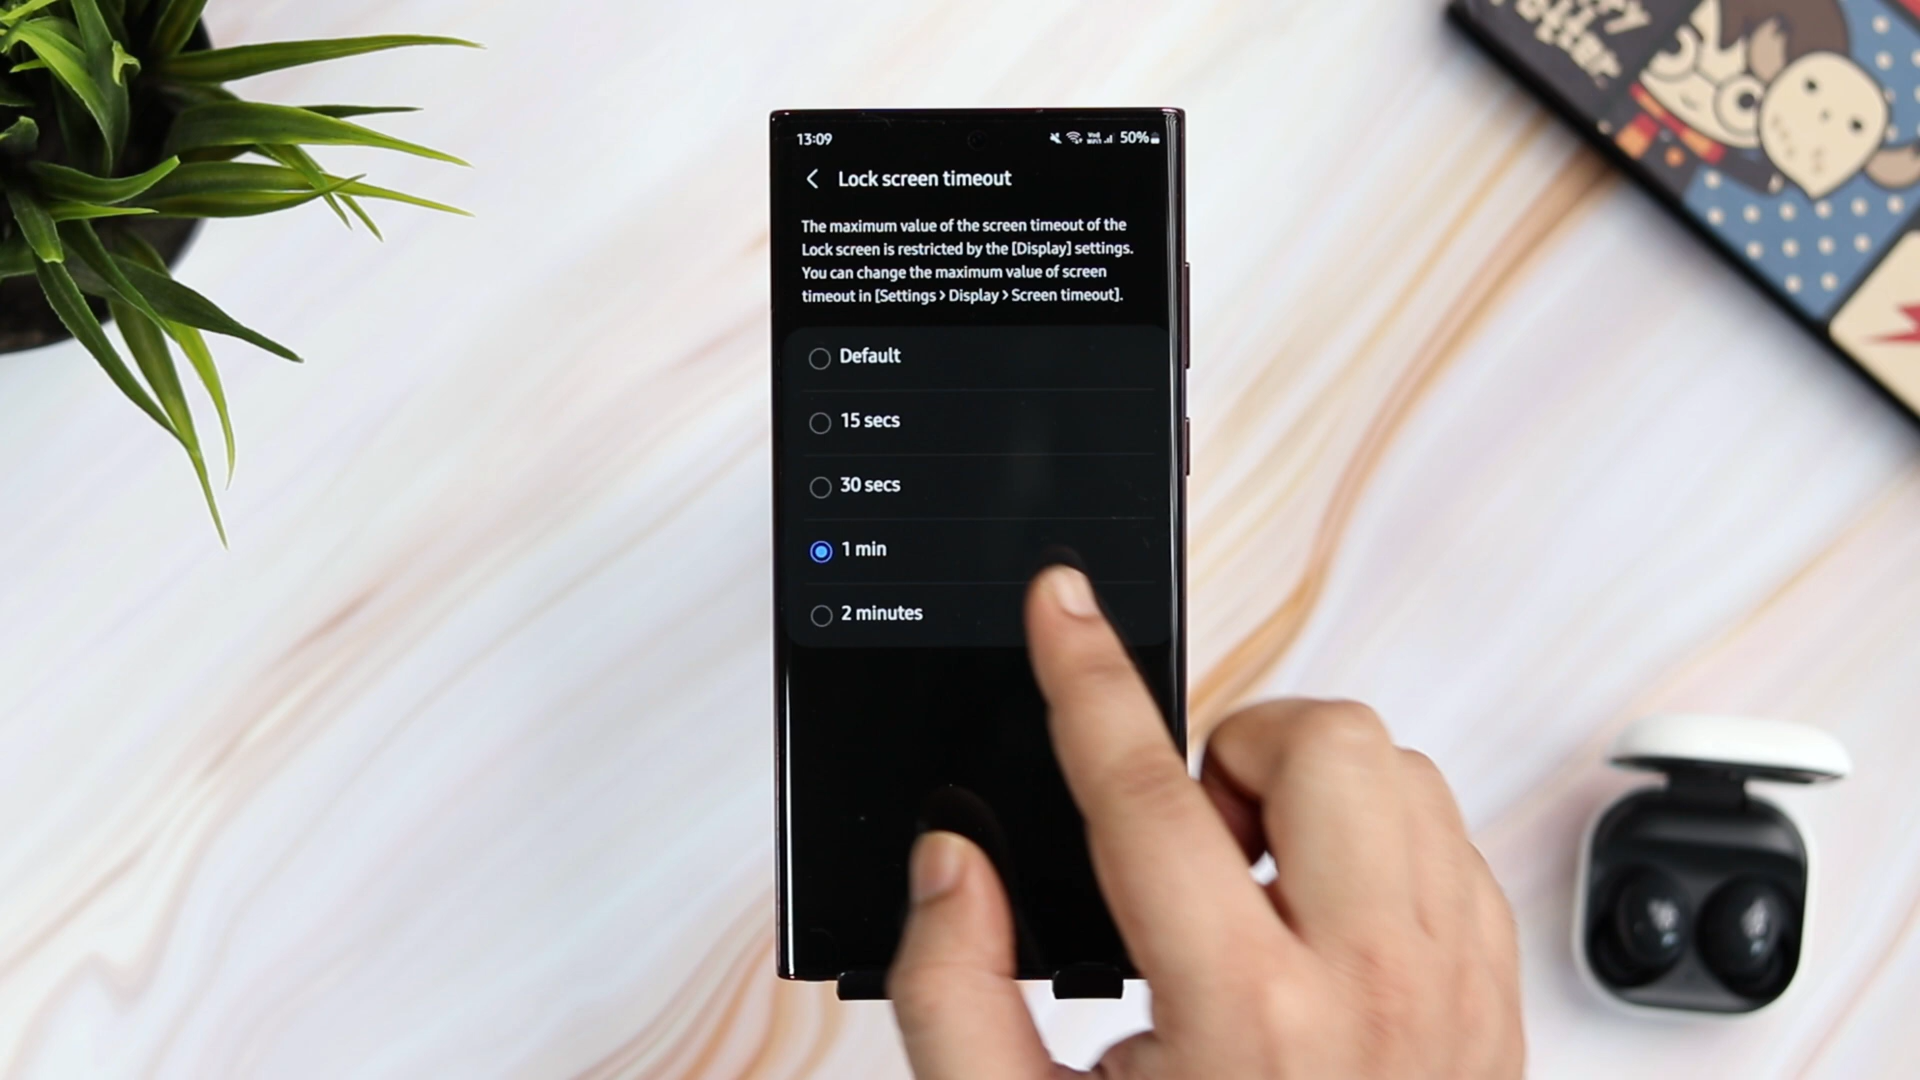 Harry
Potter
13:09
50%
Lock screen timeout
The maximum value of the screen timeout of the
Lock screen is restricted by the [Display] settings.
You can change the maximum value of screen
timeout in [Settings > Display > Screen timeout].
Default
15 secs
30 secs
1 min
2 minutes